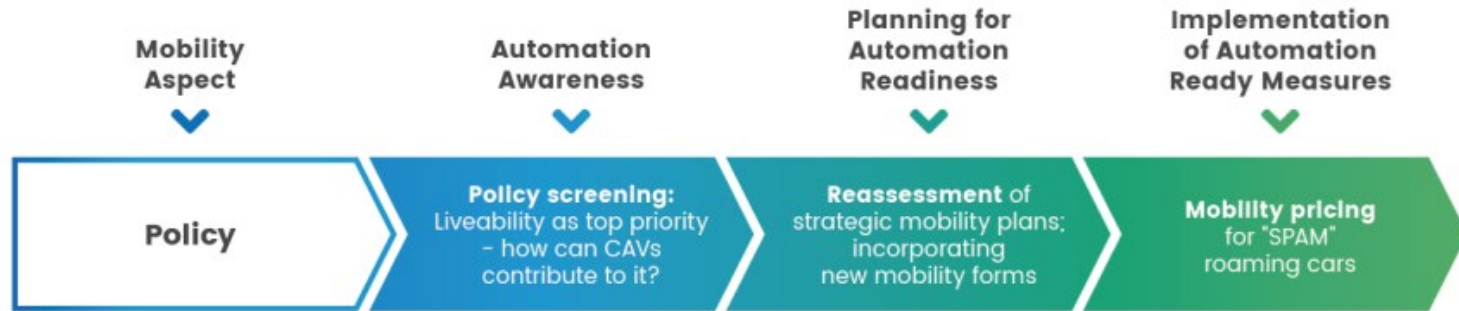 Mobility
Aspect
Automation
Awareness
Planning for
Automation
Readiness
Implementation
of Automation
Ready Measures
Policy
Policy screening:
Liveability as top priority
- how can CAVs
contribute to it?
Reassessment of
strategic mobility plans;
incorporating
new mobility forms
Mobility pricing
for "SPAM"
roaming cars